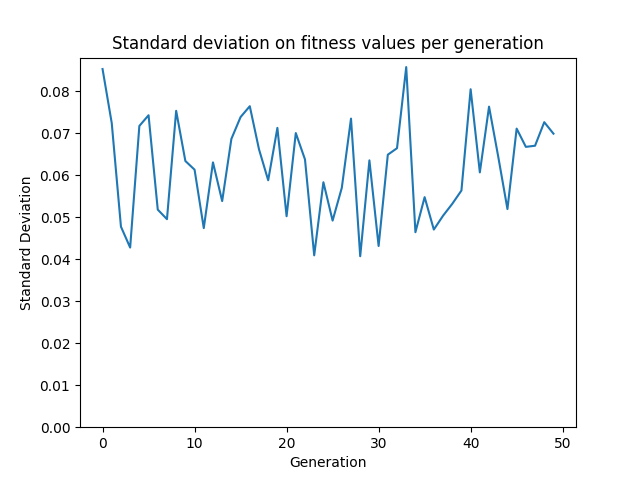 Standard deviation on fitness values per generation
Standard Deviation
0.08
0.07
0.06
0.05
0.04
0.03
0.02
0.01
0.00
0 10 20 30 40 50
Generation